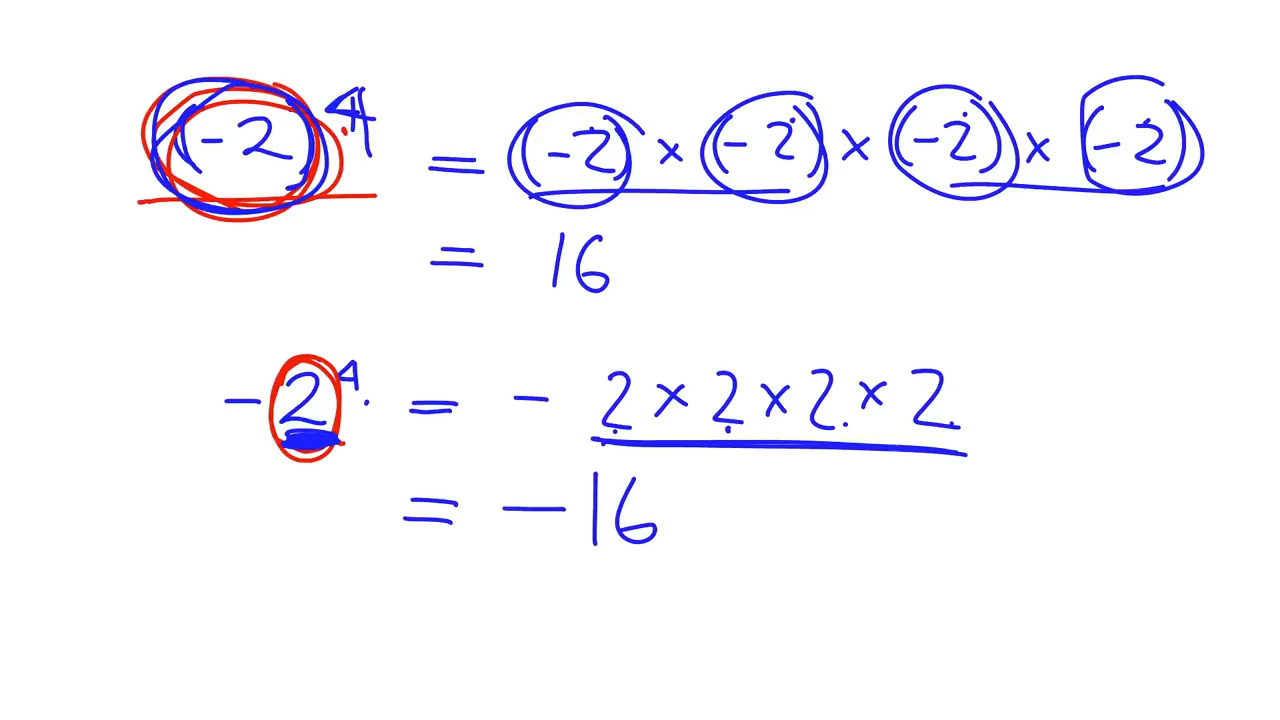 (-2)⁴ = (-2) × (-2) × (-2) × (-2)
= 16
-2⁴ = - 2 × 2 × 2 × 2
= -16